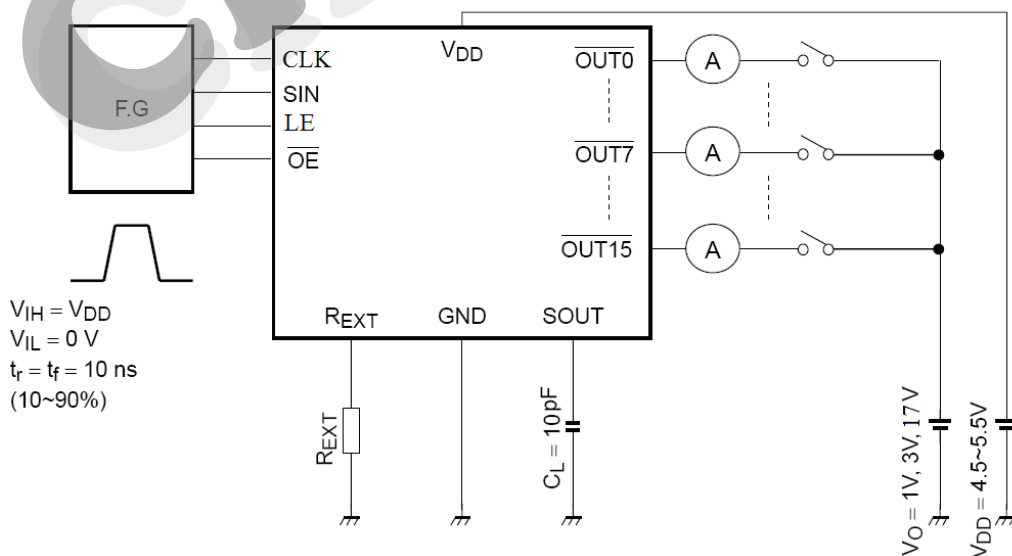 F.G
CLK
SIN
LE
OE
VDD
OUT0
OUT7
OUT15
A
A
A
REXT
GND
SOUT
VIH = VDD
VIL = 0 V
tr = tf = 10 ns
(10~90%)
REXT
CL = 10pF
VO = 1V, 3V, 17V
VDD = 4.5~5.5V